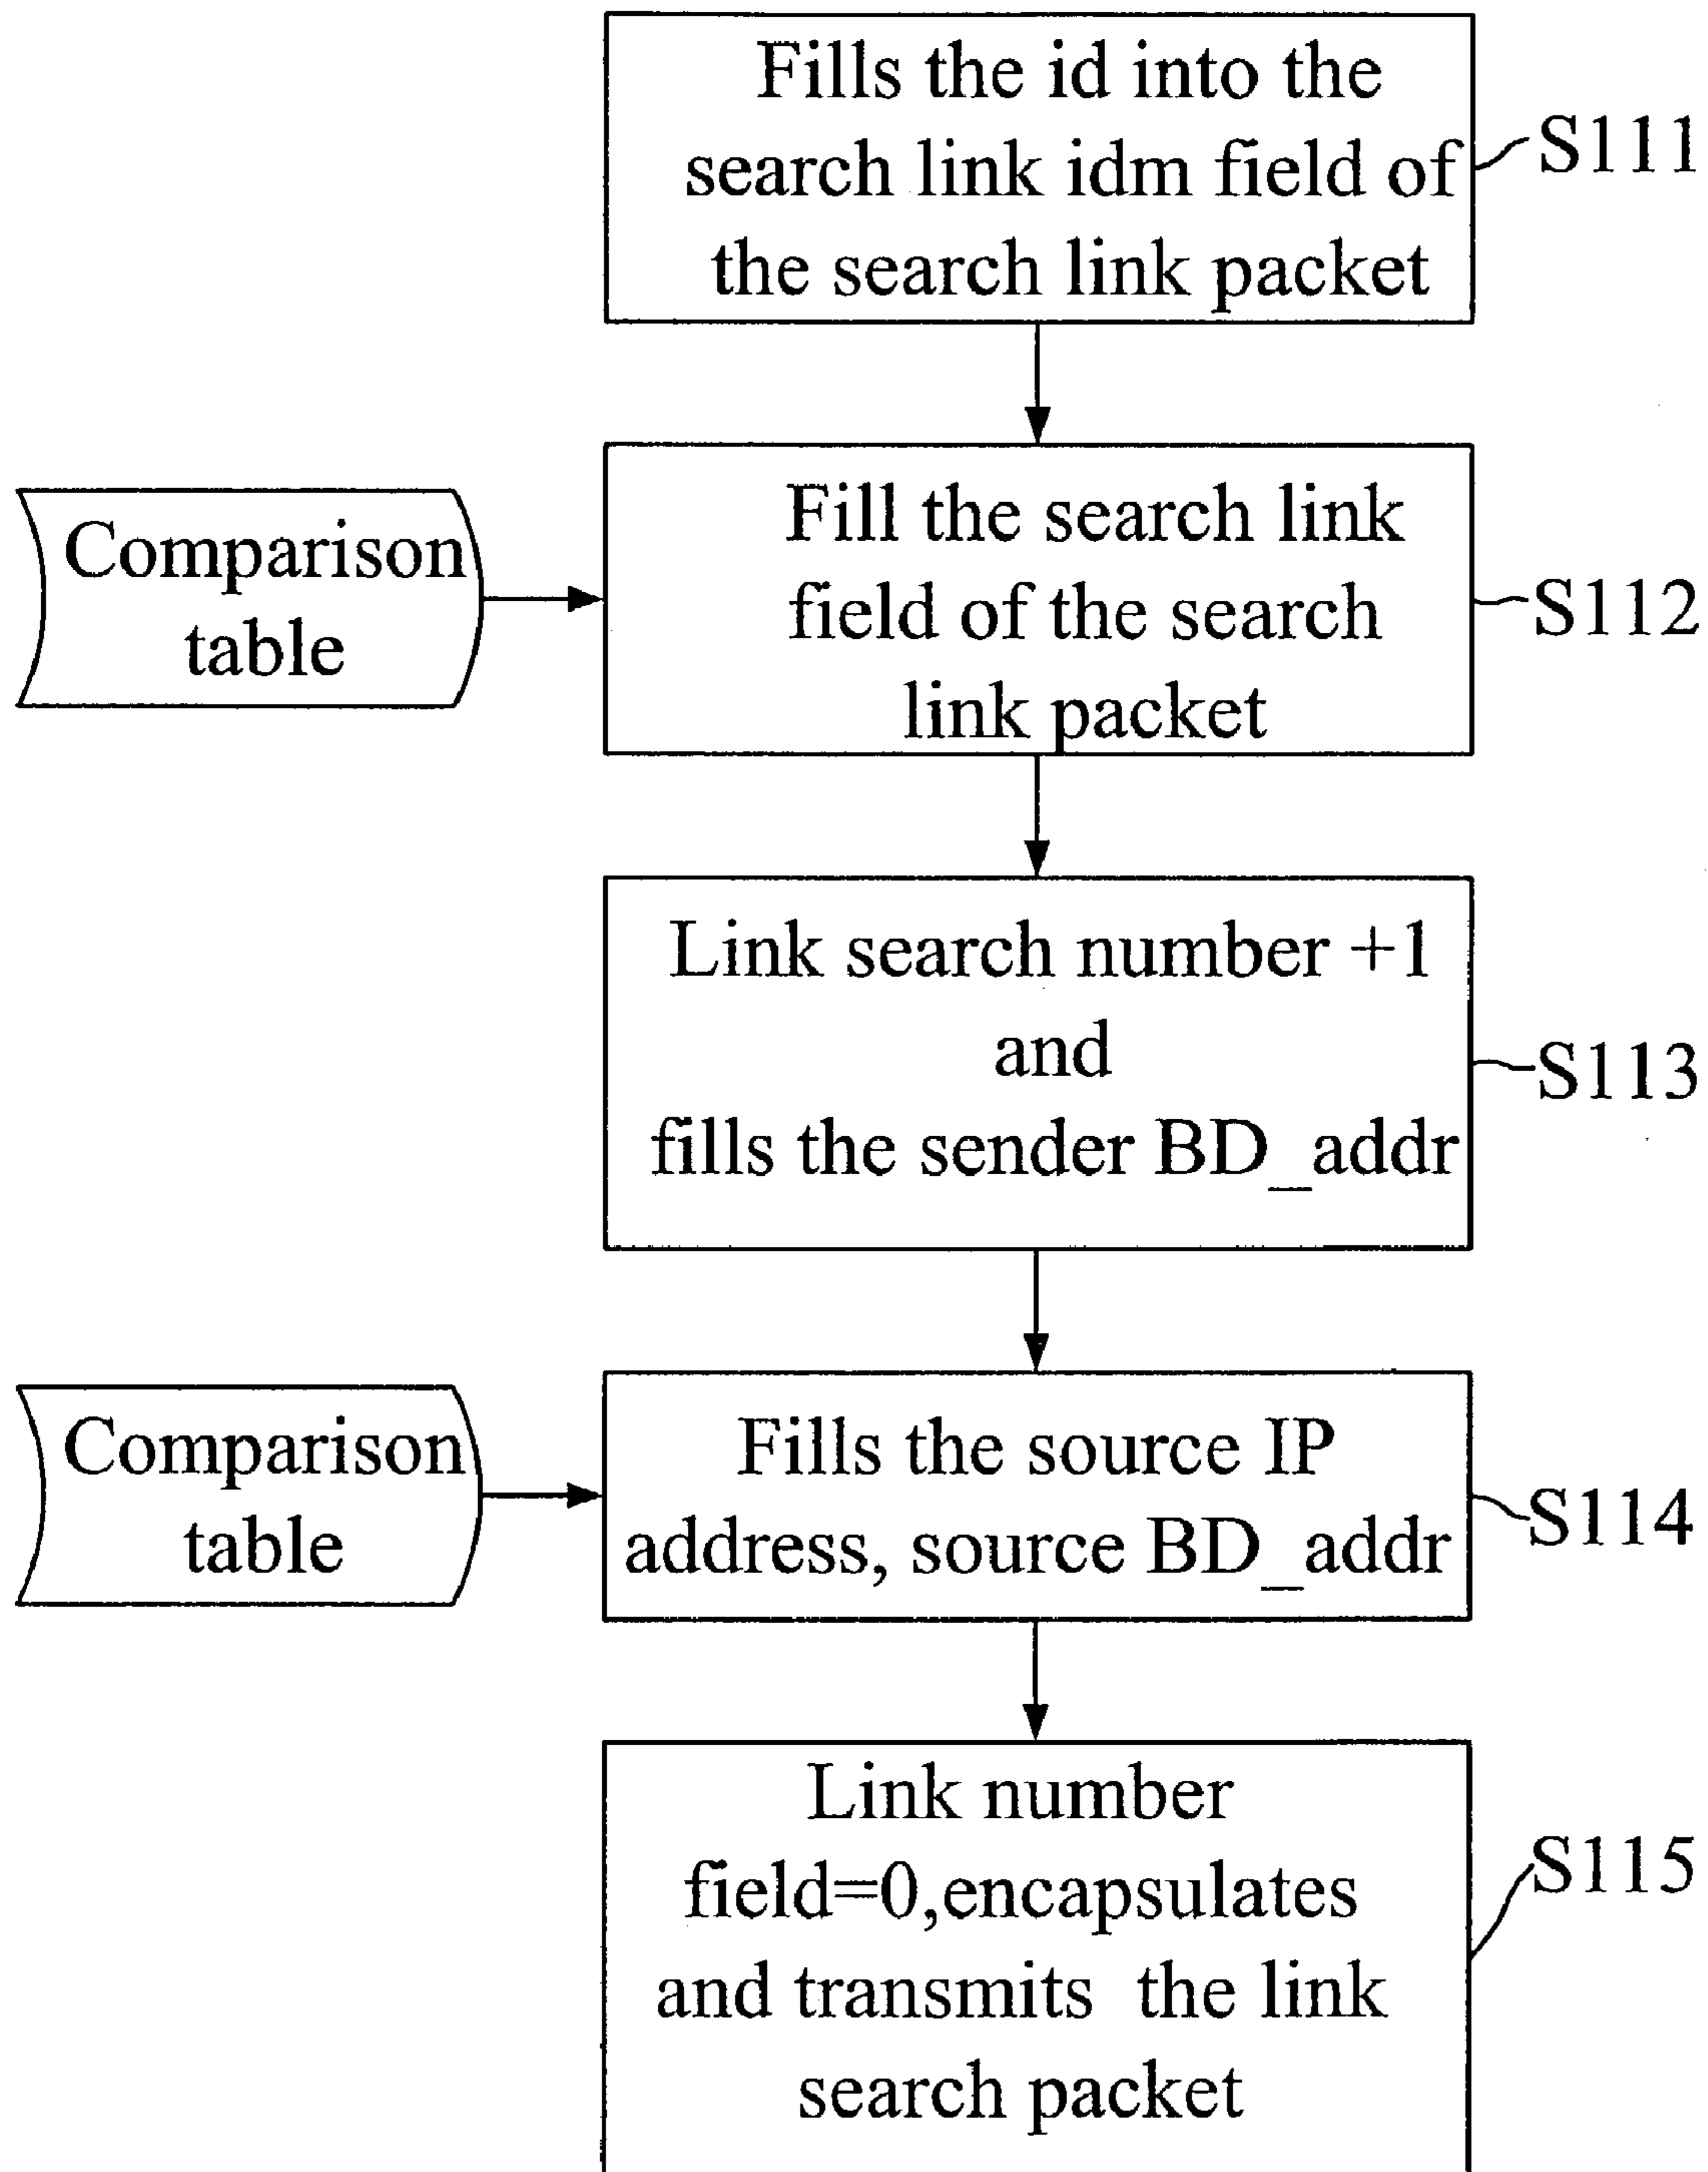 Fills the id into the
search link idm field of
the search link packet
S111
Comparison
table
Fill the search link
field of the search
link packet
S112
Link search number +1
and
fills the sender BD_addr
S113
Comparison
table
Fills the source IP
address, source BD_addr
S114
Link number
field=0,encapsulates
and transmits the link
search packet
S115